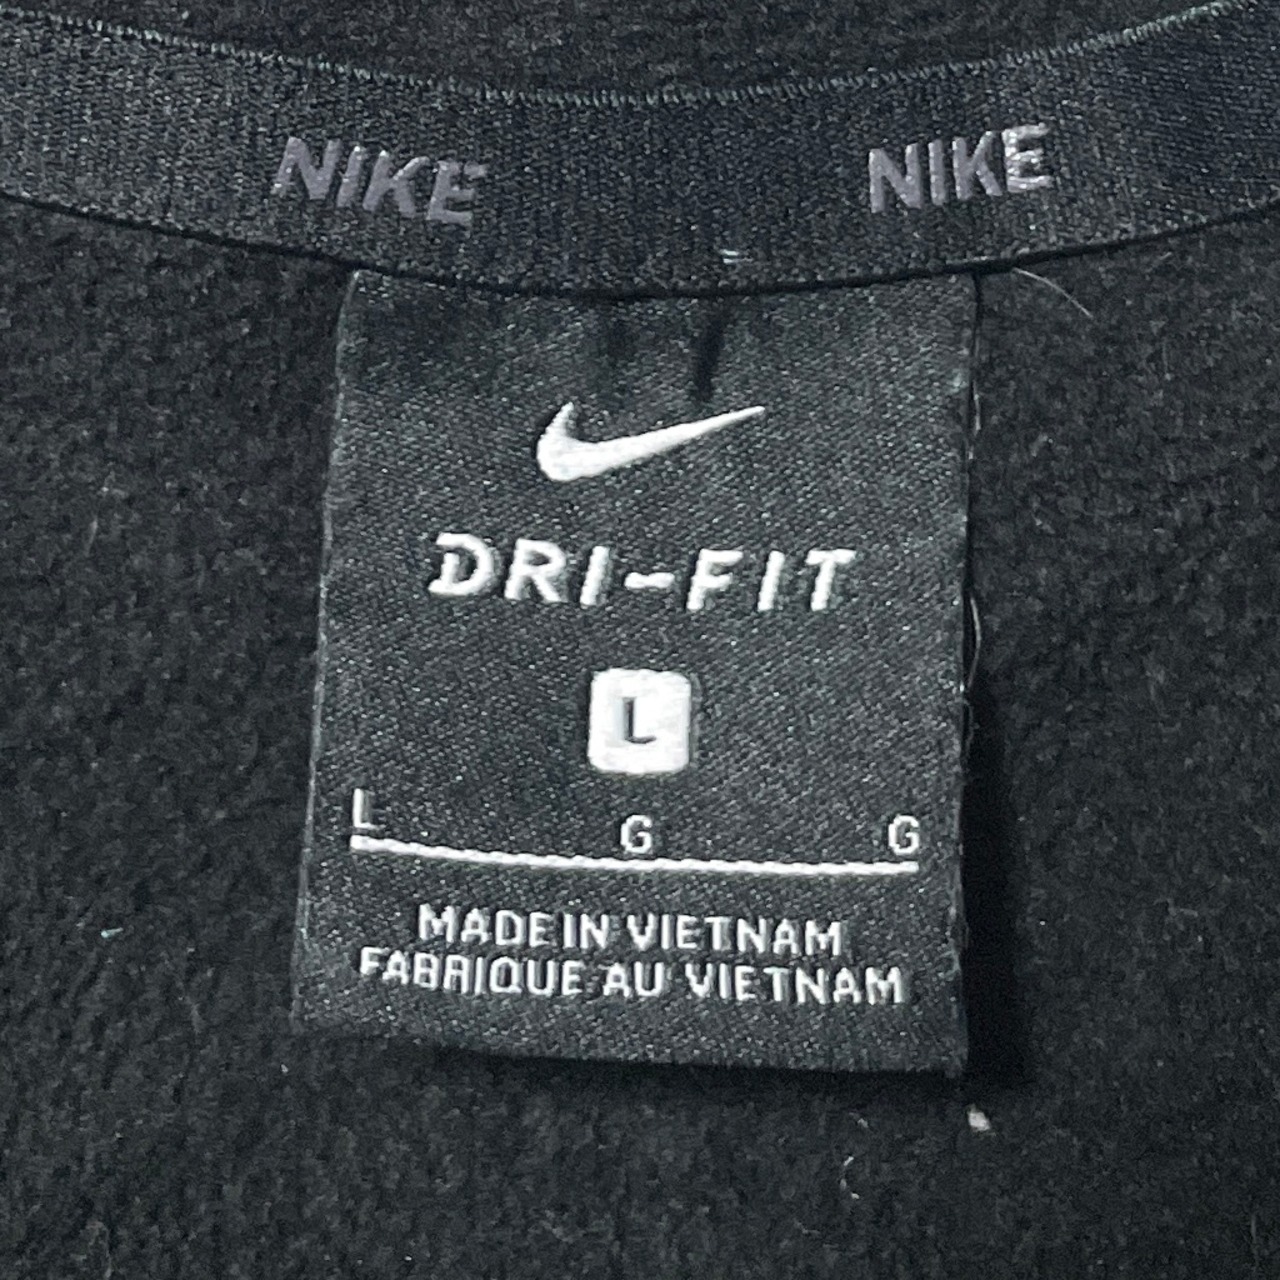 NIKE NIKE
DRI-FIT
L
L G G
MADE IN VIETNAM
FABRIQUE AU VIETNAM